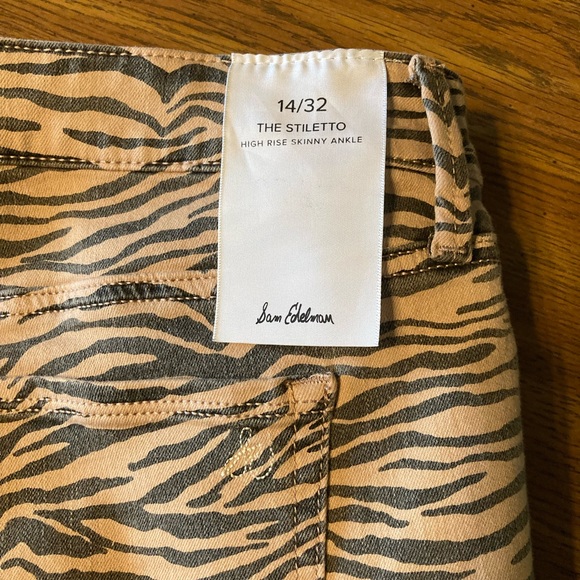 14/32
THE STILETTO
HIGH RISE SKINNY ANKLE
Sam Edelman